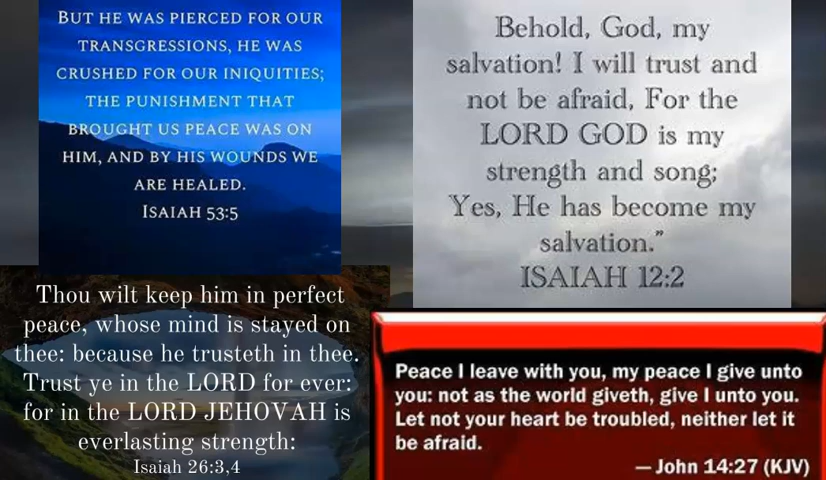 BUT HE WAS PIERCED FOR OUR
TRANSGRESSIONS, HE WAS
CRUSHED FOR OUR INIQUITIES;
THE PUNISHMENT THAT
BROUGHT US PEACE WAS ON
HIM, AND BY HIS WOUNDS WE
ARE HEALED.
ISAIAH 53:5
Behold, God, my
salvation! I will trust and
not be afraid, For the
LORD GOD is my
strength and song;
Yes, He has become my
salvation.”
ISAIAH 12:2
Thou wilt keep him in perfect
peace, whose mind is stayed on
thee: because he trusteth in thee.
Trust ye in the LORD for ever:
for in the LORD JEHOVAH is
everlasting strength:
Isaiah 26:3,4
Peace I leave with you, my peace I give unto
you: not as the world giveth, give I unto you.
Let not your heart be troubled, neither let it
be afraid.
— John 14:27 (KJV)